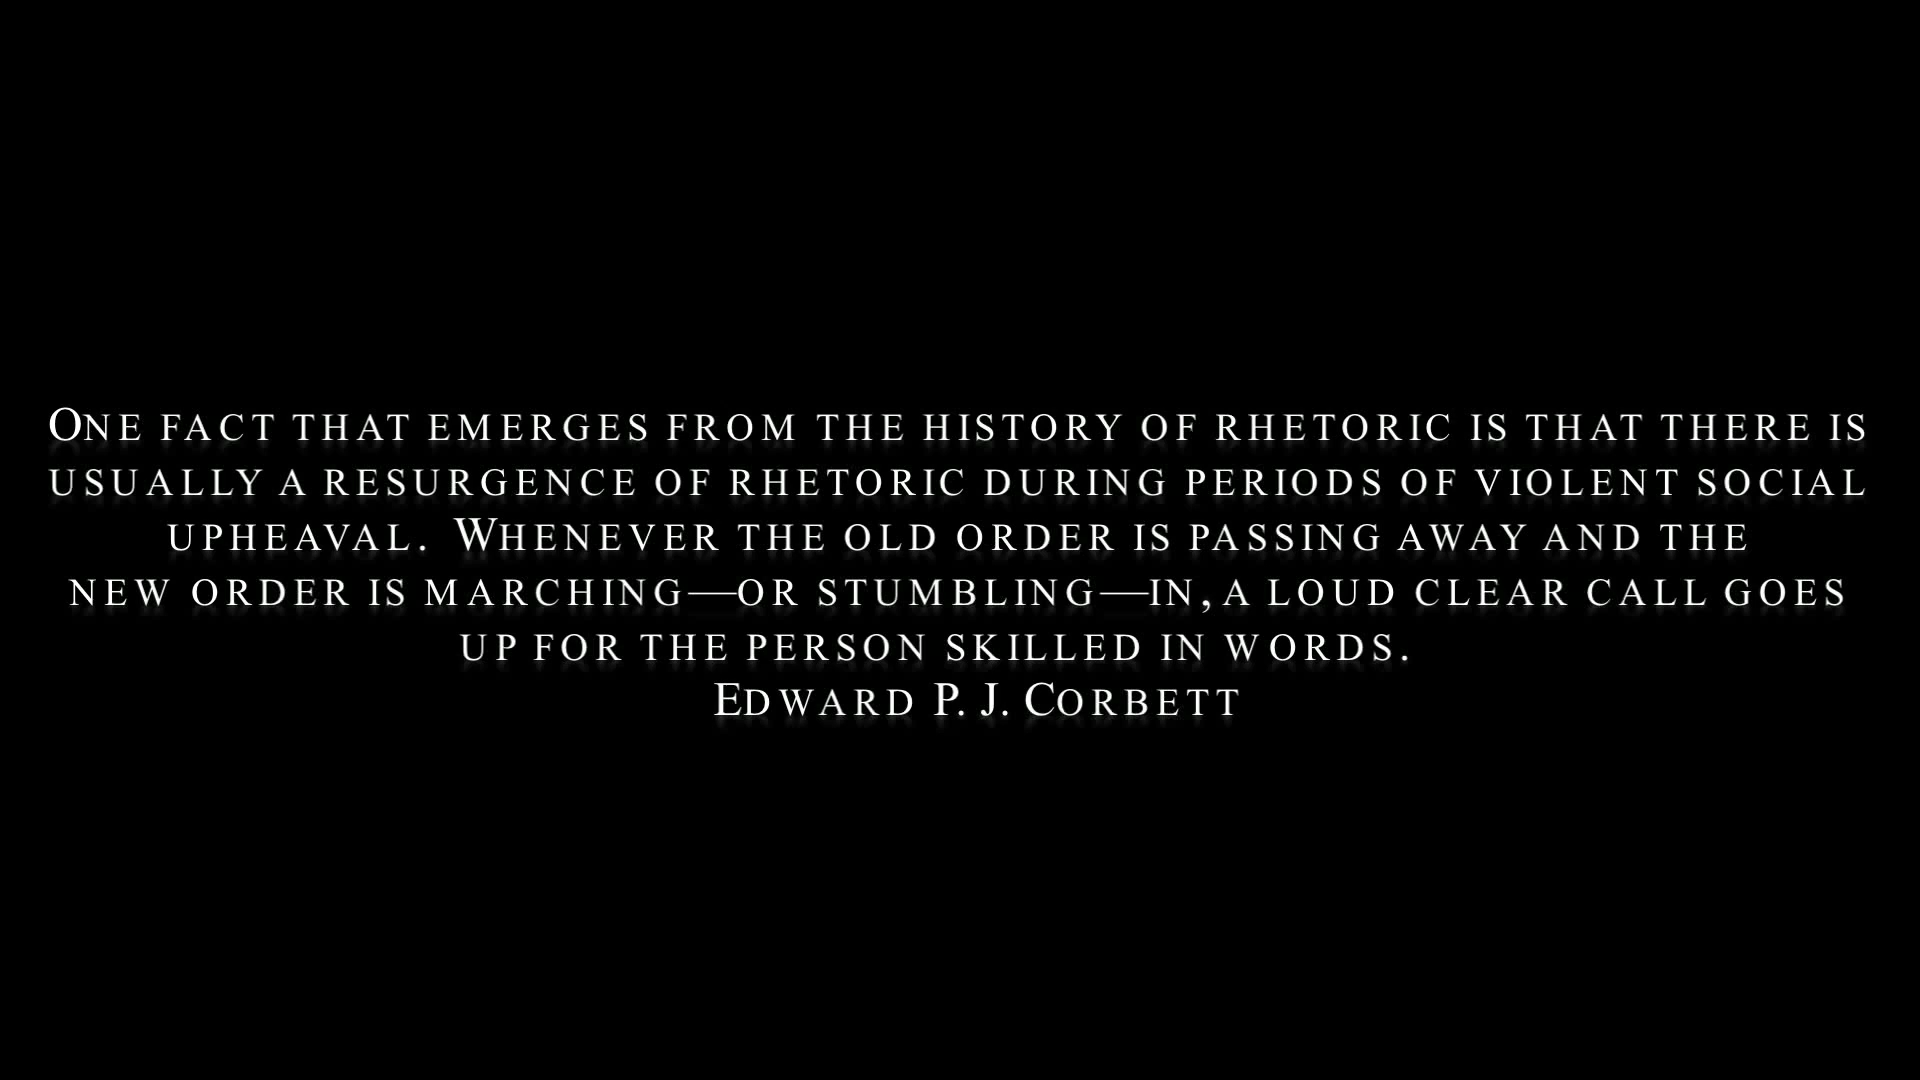 One fact that emerges from the history of rhetoric is that there is
usually a resurgence of rhetoric during periods of violent social
upheaval. Whenever the old order is passing away and the
new order is marching—or stumbling—in, a loud clear call goes
up for the person skilled in words.
Edward P. J. Corbett